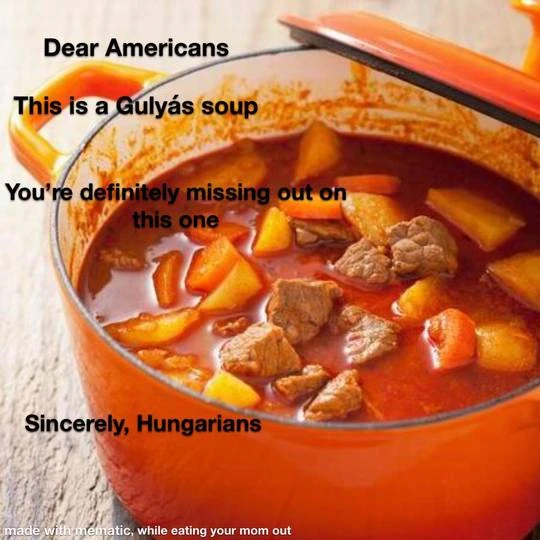 Dear Americans
This is a Gulyás soup
You're definitely missing out on
this one
Sincerely, Hungarians
made with mematic, while eating your mom out